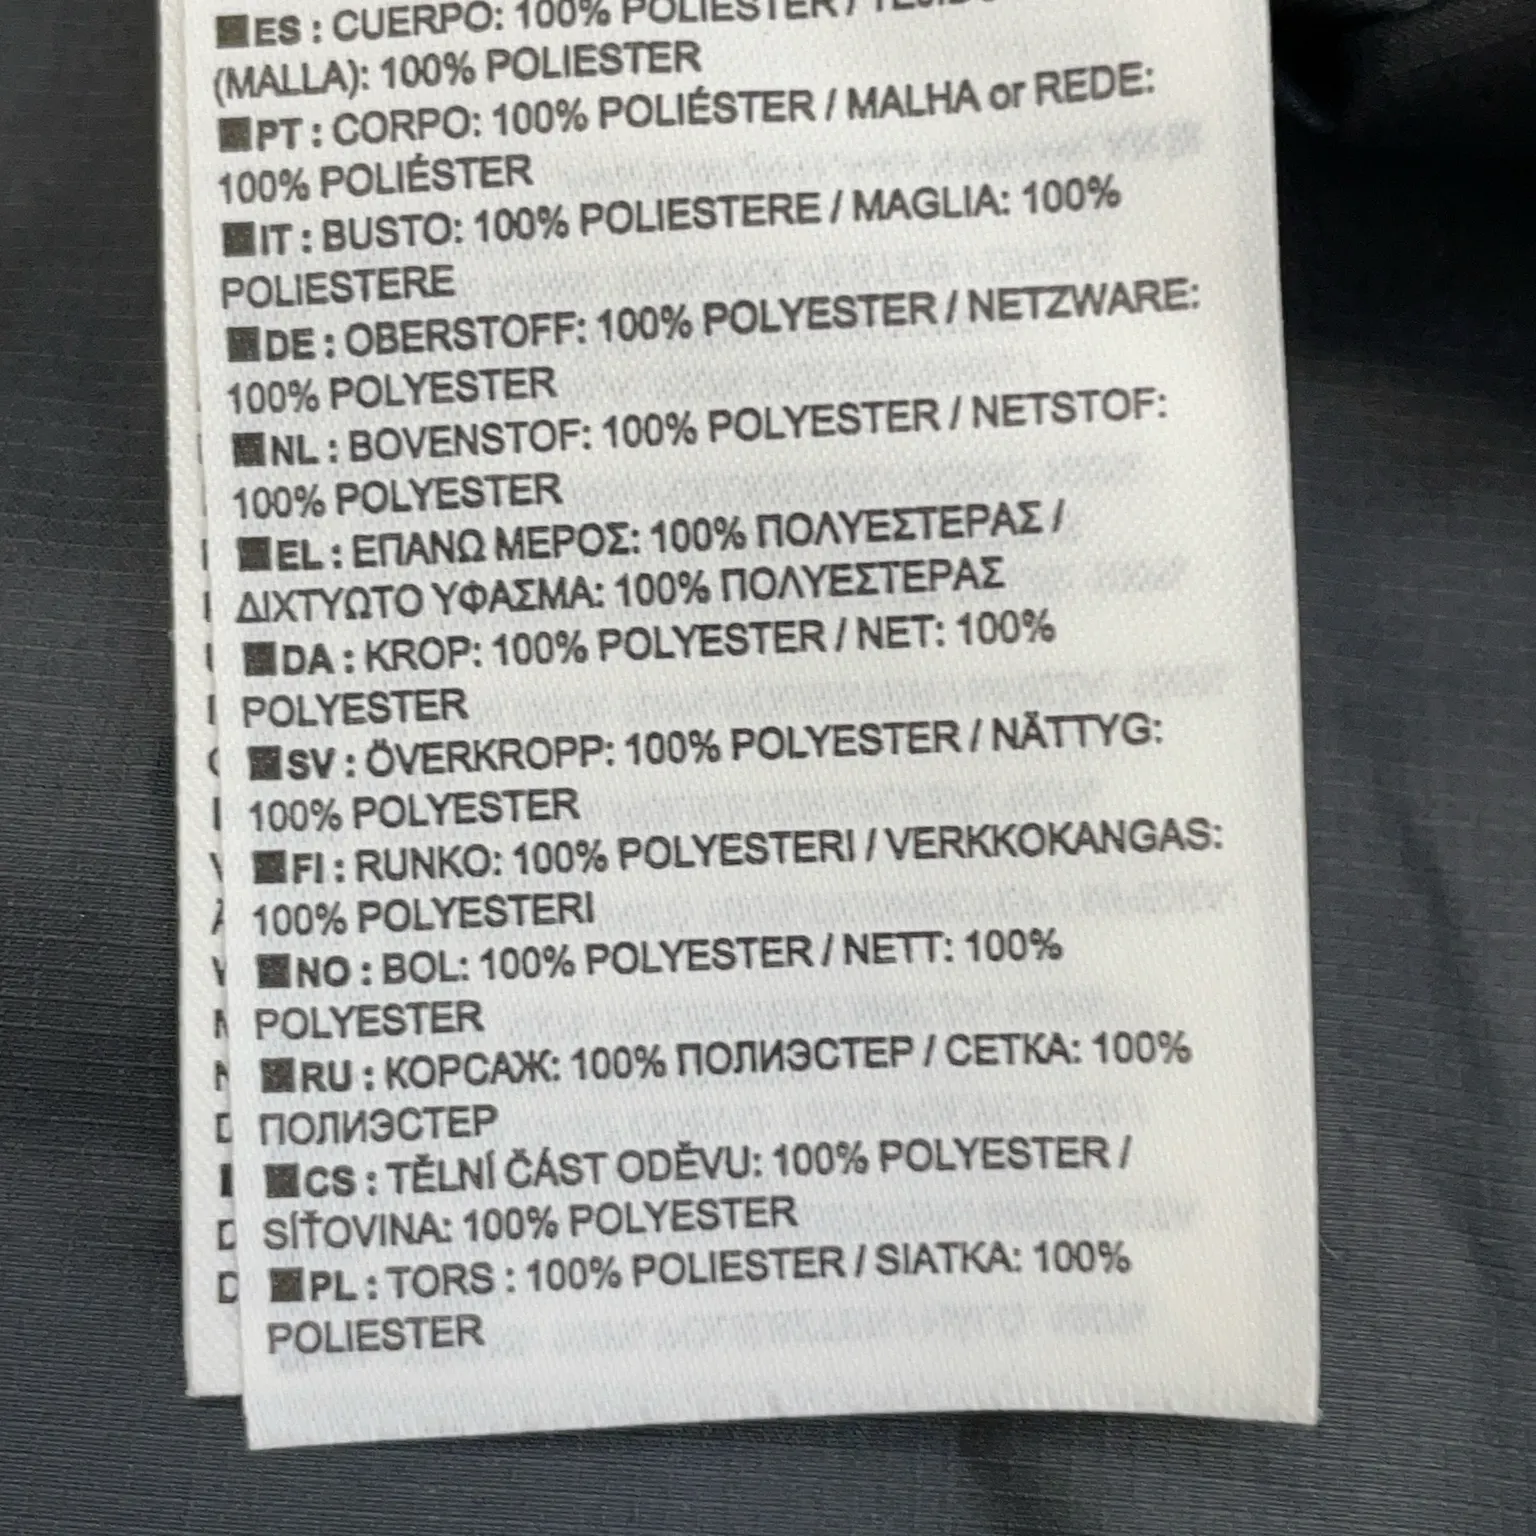 ■ES : CUERPO: 100% POLIESTER /
(MALLA): 100% POLIESTER
■PT : CORPO: 100% POLIÉSTER / MALHA or REDE:
100% POLIÉSTER
■IT : BUSTO: 100% POLIESTERE / MAGLIA: 100%
POLIESTERE
■DE : OBERSTOFF: 100% POLYESTER / NETZWARE:
100% POLYESTER
■NL : BOVENSTOF: 100% POLYESTER / NETSTOF:
100% POLYESTER
■EL : ΕΠΑΝΩ ΜΕΡΟΣ: 100% ΠΟΛΥΕΣΤΕΡΑΣ /
ΔΙΧΤΥΩΤΟ ΥΦΑΣΜΑ: 100% ΠΟΛΥΕΣΤΕΡΑΣ
■DA : KROP: 100% POLYESTER / NET: 100%
POLYESTER
■SV : ÖVERKROPP: 100% POLYESTER / NÄTTYG:
100% POLYESTER
■FI : RUNKO: 100% POLYESTERI / VERKKOKANGAS:
100% POLYESTERI
■NO : BOL: 100% POLYESTER / NETT: 100%
POLYESTER
■RU : КОРСАЖ: 100% ПОЛИЭСТЕР / СЕТКА: 100%
ПОЛИЭСТЕР
■CS : TĚLNÍ ČÁST ODĚVU: 100% POLYESTER /
SÍŤOVINA: 100% POLYESTER
■PL : TORS : 100% POLIESTER / SIATKA: 100%
POLIESTER